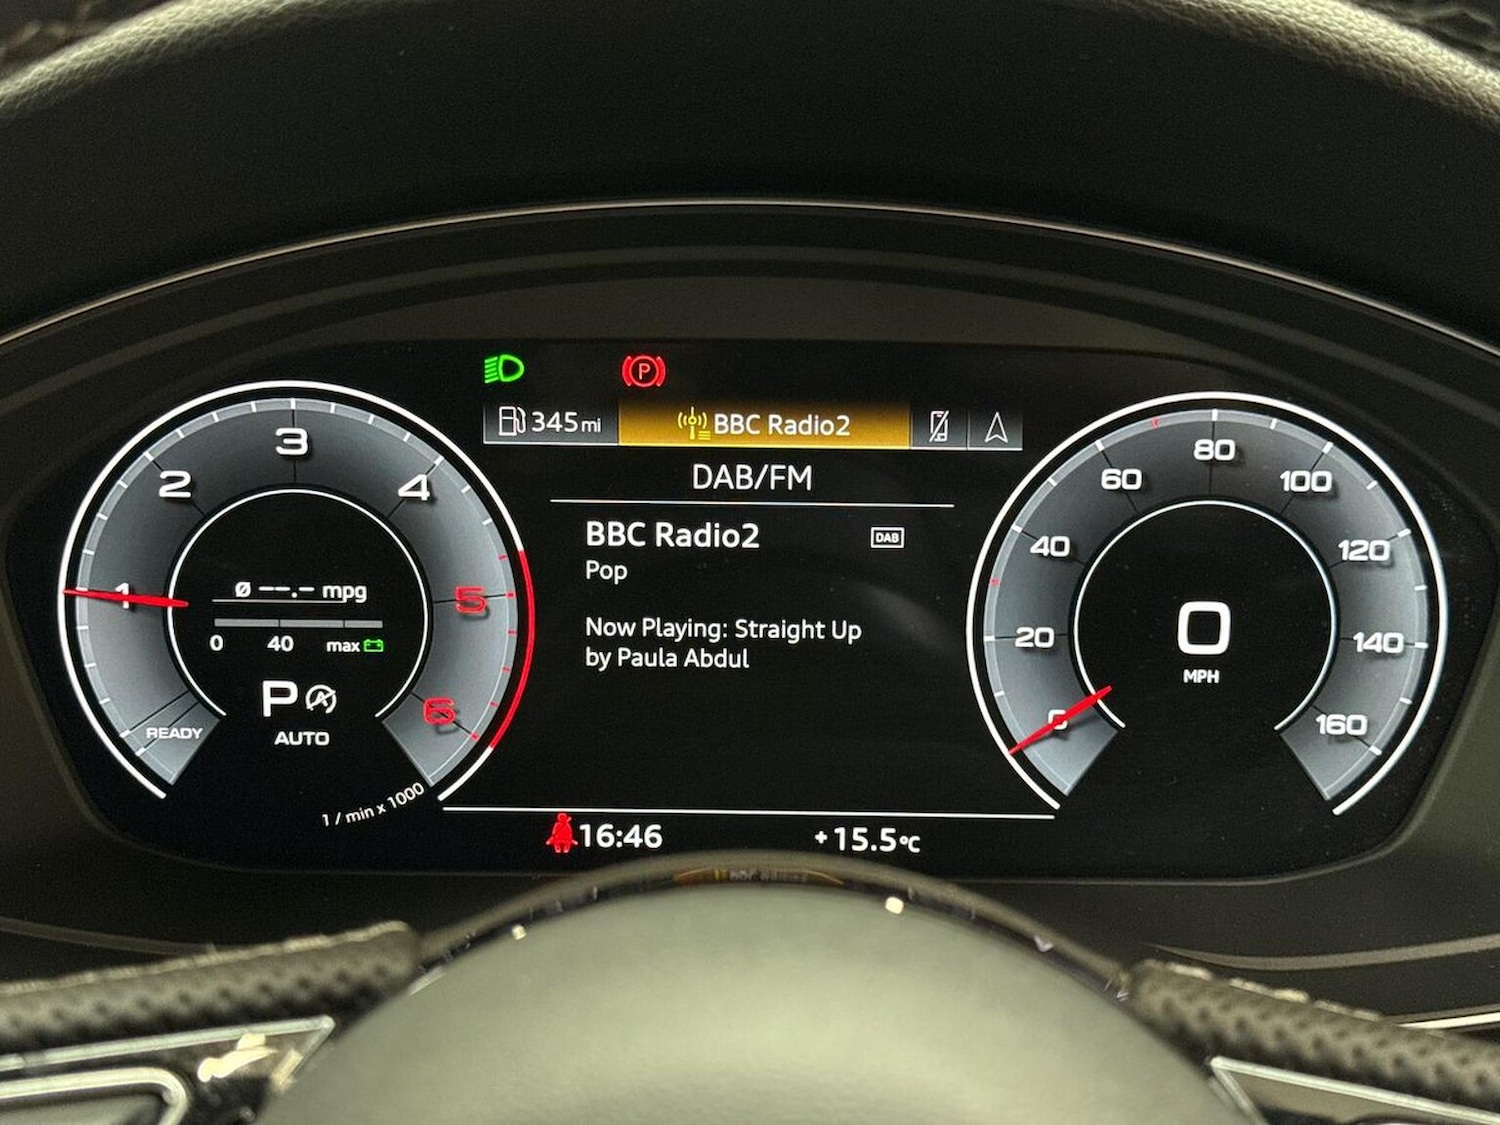 P
345 mi
BBC Radio2
DAB/FM
BBC Radio2
DAB
Pop
Now Playing: Straight Up
by Paula Abdul
16:46
+15.5°C
1
2
3
4
5
6
READY
1 / min x 1000
Ø --.- mpg
0 40 max
P A
AUTO
0
20
40
60
80
100
120
140
160
0
MPH